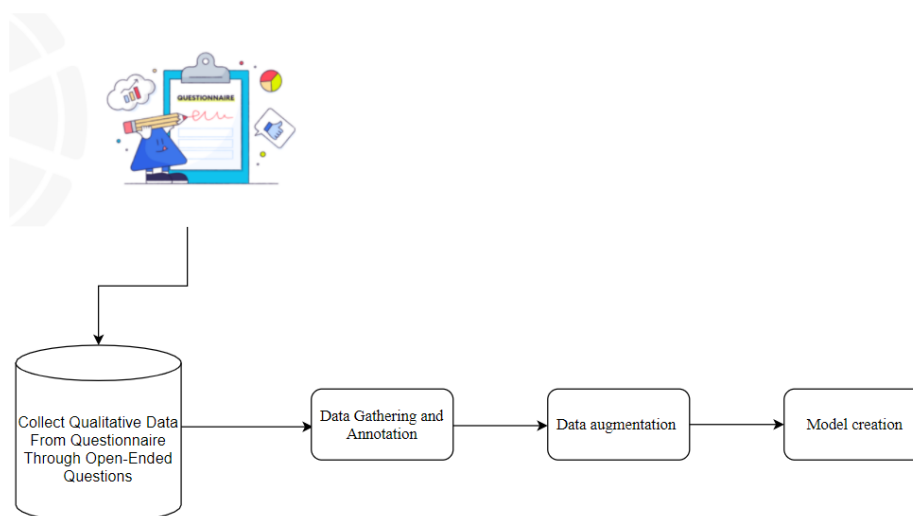 QUESTIONNAIRE
Collect Qualitative Data
From Questionnaire
Through Open-Ended
Questions
Data Gathering and
Annotation
Data augmentation
Model creation